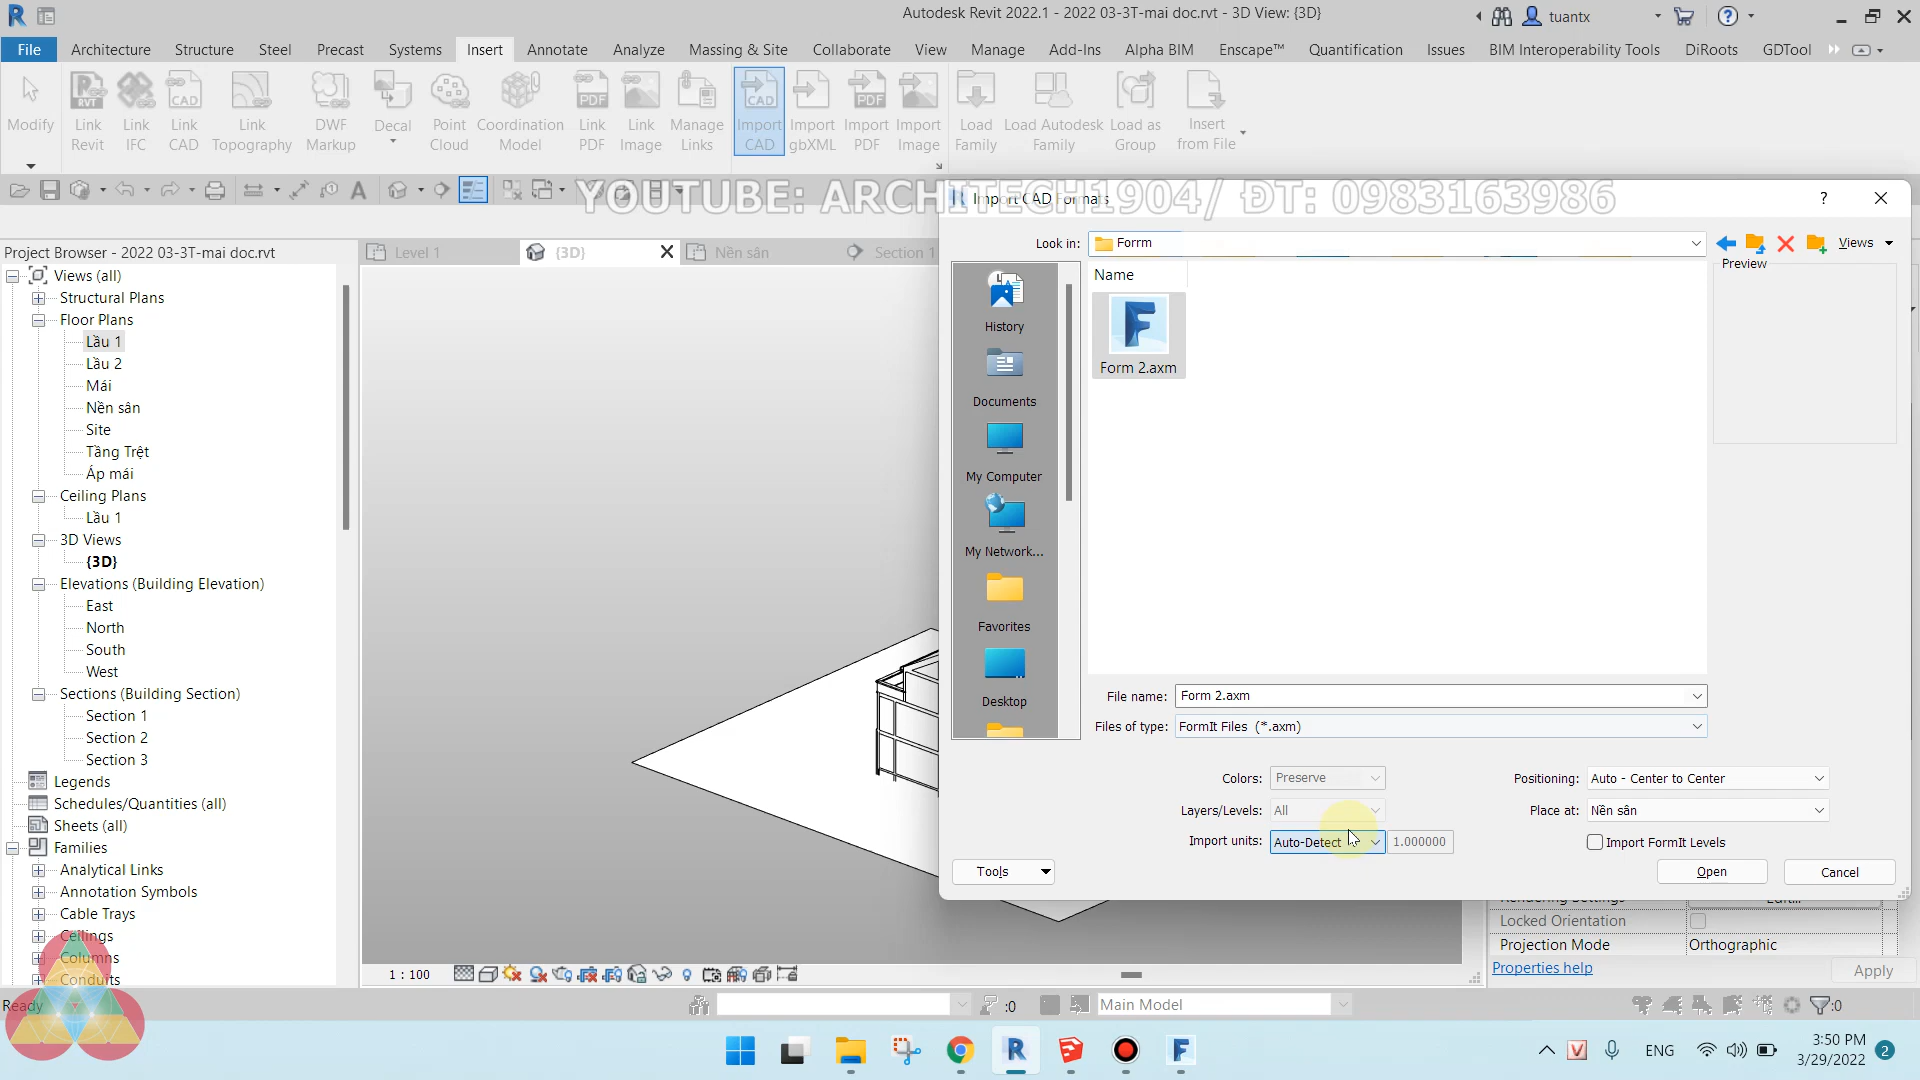 Autodesk Revit 2022.1 - 2022 03-3T-mai doc.rvt - 3D View: {3D}
tuantx
File Architecture Structure Steel Precast Systems Insert Annotate Analyze Massing & Site Collaborate View Manage Add-Ins Alpha BIM Enscape™ Quantification Issues BIM Interoperability Tools DiRoots GDTool
Modify
Link Revit
Link IFC
Link CAD
Link Topography
DWF Markup
Decal
Point Cloud
Coordination Model
Link PDF
Link Image
Manage Links
Import CAD
Import gbXML
Import PDF
Import Image
Load Family
Load Autodesk Family
Load as Group
Insert from File
YOUTUBE: ARCHITECH1904/ ĐT: 0983163986
Project Browser - 2022 03-3T-mai doc.rvt
Level 1
{3D}
Nền sân
Section 1
Views (all)
Structural Plans
Floor Plans
Lầu 1
Lầu 2
Mái
Nền sân
Site
Tầng Trệt
Áp mái
Ceiling Plans
Lầu 1
3D Views
{3D}
Elevations (Building Elevation)
East
North
South
West
Sections (Building Section)
Section 1
Section 2
Section 3
Legends
Schedules/Quantities (all)
Sheets (all)
Families
Analytical Links
Annotation Symbols
Cable Trays
Ceilings
Columns
Conduits
Import CAD Formats
Look in: Forrm
Views
Preview
Name
Form 2.axm
History
Documents
My Computer
My Network...
Favorites
Desktop
File name: Form 2.axm
Files of type: FormIt Files (*.axm)
Colors: Preserve
Positioning: Auto - Center to Center
Layers/Levels: All
Place at: Nền sân
Import units: Auto-Detect 1.000000
Import FormIt Levels
Tools
Open
Cancel
Locked Orientation
Projection Mode Orthographic
Properties help
Apply
1 : 100
Ready
:0
Main Model
:0
ENG
3:50 PM
3/29/2022
2